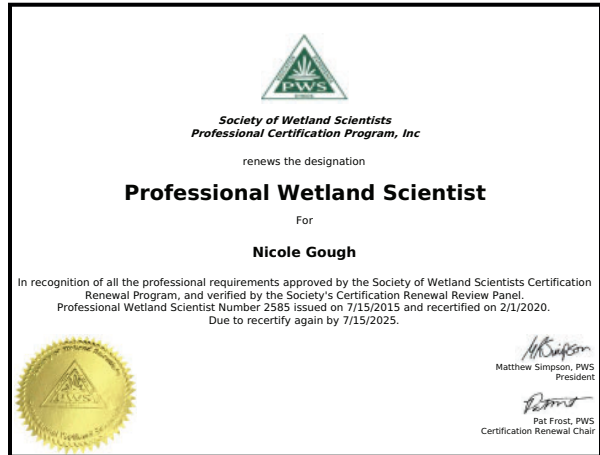 PWS
Society of Wetland Scientists
Professional Certification Program, Inc
renews the designation
Professional Wetland Scientist
For
Nicole Gough
In recognition of all the professional requirements approved by the Society of Wetland Scientists Certification
Renewal Program, and verified by the Society's Certification Renewal Review Panel.
Professional Wetland Scientist Number 2585 issued on 7/15/2015 and recertified on 2/1/2020.
Due to recertify again by 7/15/2025.
PWS
Matthew Simpson, PWS
President
Pat Frost, PWS
Certification Renewal Chair